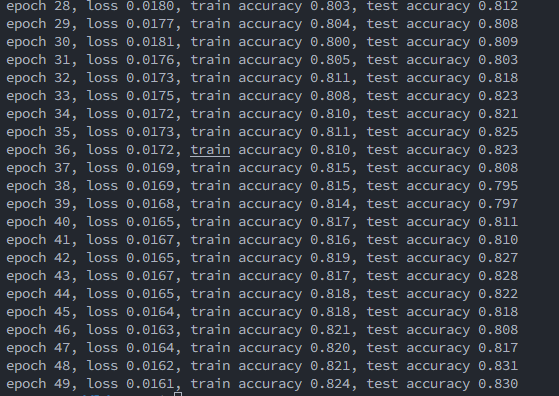 epoch 28, loss 0.0180, train accuracy 0.803, test accuracy 0.812
epoch 29, loss 0.0177, train accuracy 0.804, test accuracy 0.808
epoch 30, loss 0.0181, train accuracy 0.800, test accuracy 0.809
epoch 31, loss 0.0176, train accuracy 0.805, test accuracy 0.803
epoch 32, loss 0.0173, train accuracy 0.811, test accuracy 0.818
epoch 33, loss 0.0175, train accuracy 0.808, test accuracy 0.823
epoch 34, loss 0.0172, train accuracy 0.810, test accuracy 0.821
epoch 35, loss 0.0173, train accuracy 0.811, test accuracy 0.825
epoch 36, loss 0.0172, train accuracy 0.810, test accuracy 0.823
epoch 37, loss 0.0169, train accuracy 0.815, test accuracy 0.808
epoch 38, loss 0.0169, train accuracy 0.815, test accuracy 0.795
epoch 39, loss 0.0168, train accuracy 0.814, test accuracy 0.797
epoch 40, loss 0.0165, train accuracy 0.817, test accuracy 0.811
epoch 41, loss 0.0167, train accuracy 0.816, test accuracy 0.810
epoch 42, loss 0.0165, train accuracy 0.819, test accuracy 0.827
epoch 43, loss 0.0167, train accuracy 0.817, test accuracy 0.828
epoch 44, loss 0.0165, train accuracy 0.818, test accuracy 0.822
epoch 45, loss 0.0164, train accuracy 0.818, test accuracy 0.818
epoch 46, loss 0.0163, train accuracy 0.821, test accuracy 0.808
epoch 47, loss 0.0164, train accuracy 0.820, test accuracy 0.817
epoch 48, loss 0.0162, train accuracy 0.821, test accuracy 0.831
epoch 49, loss 0.0161, train accuracy 0.824, test accuracy 0.830